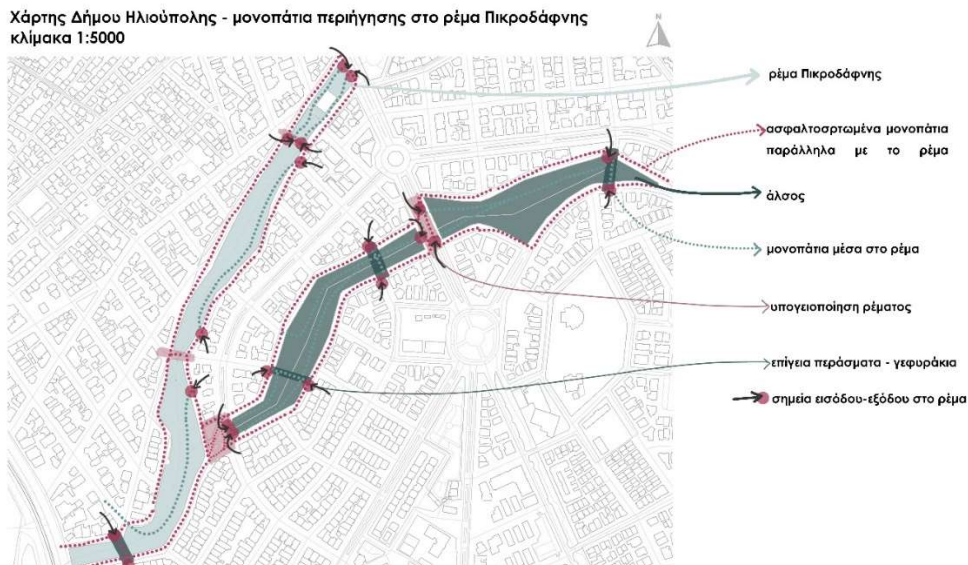 Χάρτης Δήμου Ηλιούπολης - μονοπάτια περιήγησης στο ρέμα Πικροδάφνης
κλίμακα 1:5000
N
ρέμα Πικροδάφνης
ασφαλτοσρτωμένα μονοπάτια
παράλληλα με το ρέμα
άλσος
μονοπάτια μέσα στο ρέμα
υπογειοποίηση ρέματος
επίγεια περάσματα - γεφυράκια
σημεία εισόδου-εξόδου στο ρέμα